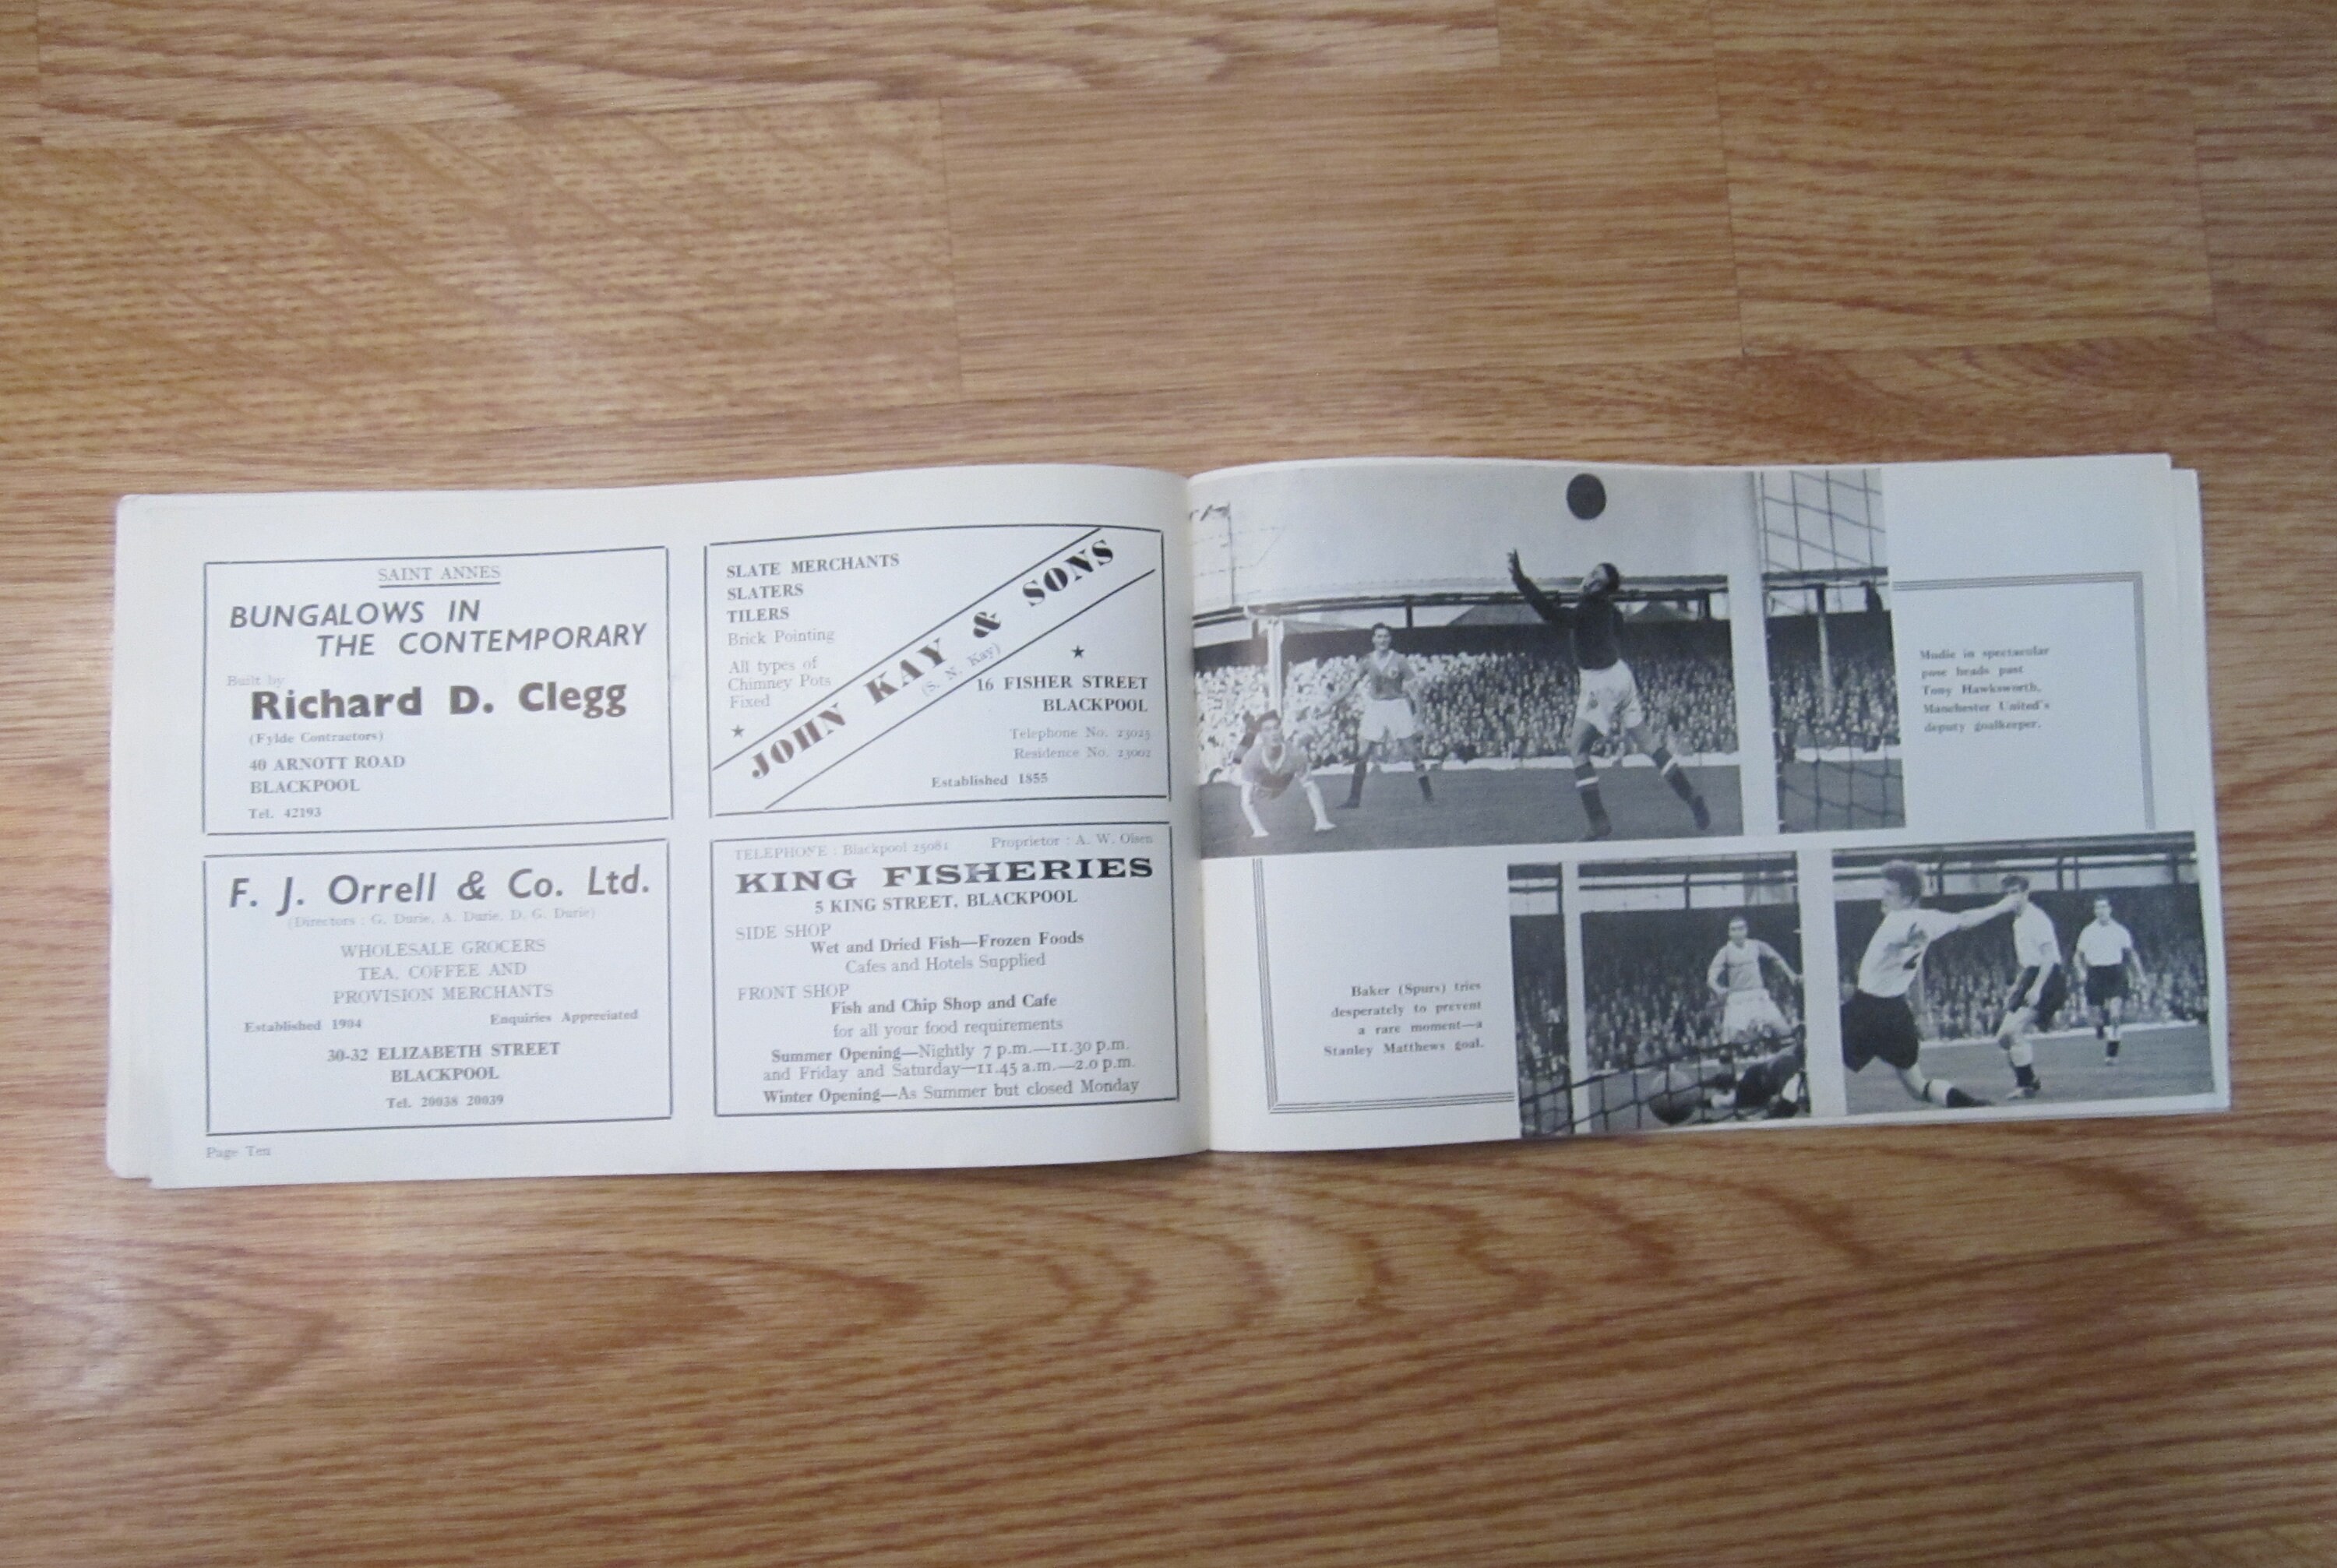 SAINT ANNES
BUNGALOWS IN
THE CONTEMPORARY
Built by
Richard D. Clegg
(Fylde Contractors)
40 ARNOTT ROAD
BLACKPOOL
Tel. 42193
SLATE MERCHANTS
SLATERS
TILERS
Brick Pointing
All types of
Chimney Pots
Fixed
JOHN KAY & SONS
(S. N. Kay)
16 FISHER STREET
BLACKPOOL
Telephone No. 23025
Residence No. 23002
Established 1855
F. J. Orrell & Co. Ltd.
(Directors : G. Durie, A. Durie, D. G. Durie)
WHOLESALE GROCERS
TEA, COFFEE AND
PROVISION MERCHANTS
Established 1904 Enquiries Appreciated
30-32 ELIZABETH STREET
BLACKPOOL
Tel. 20038 20039
TELEPHONE : Blackpool 25081 Proprietor : A. W. Olsen
KING FISHERIES
5 KING STREET, BLACKPOOL
SIDE SHOP
Wet and Dried Fish—Frozen Foods
Cafes and Hotels Supplied
FRONT SHOP
Fish and Chip Shop and Cafe
for all your food requirements
Summer Opening—Nightly 7 p.m.—11.30 p.m.
and Friday and Saturday—11.45 a.m.—2.0 p.m.
Winter Opening—As Summer but closed Monday
Page Ten
Mudie in spectacular
pose heads past
Tony Hawksworth,
Manchester United's
deputy goalkeeper.
Baker (Spurs) tries
desperately to prevent
a rare moment—a
Stanley Matthews goal.
2